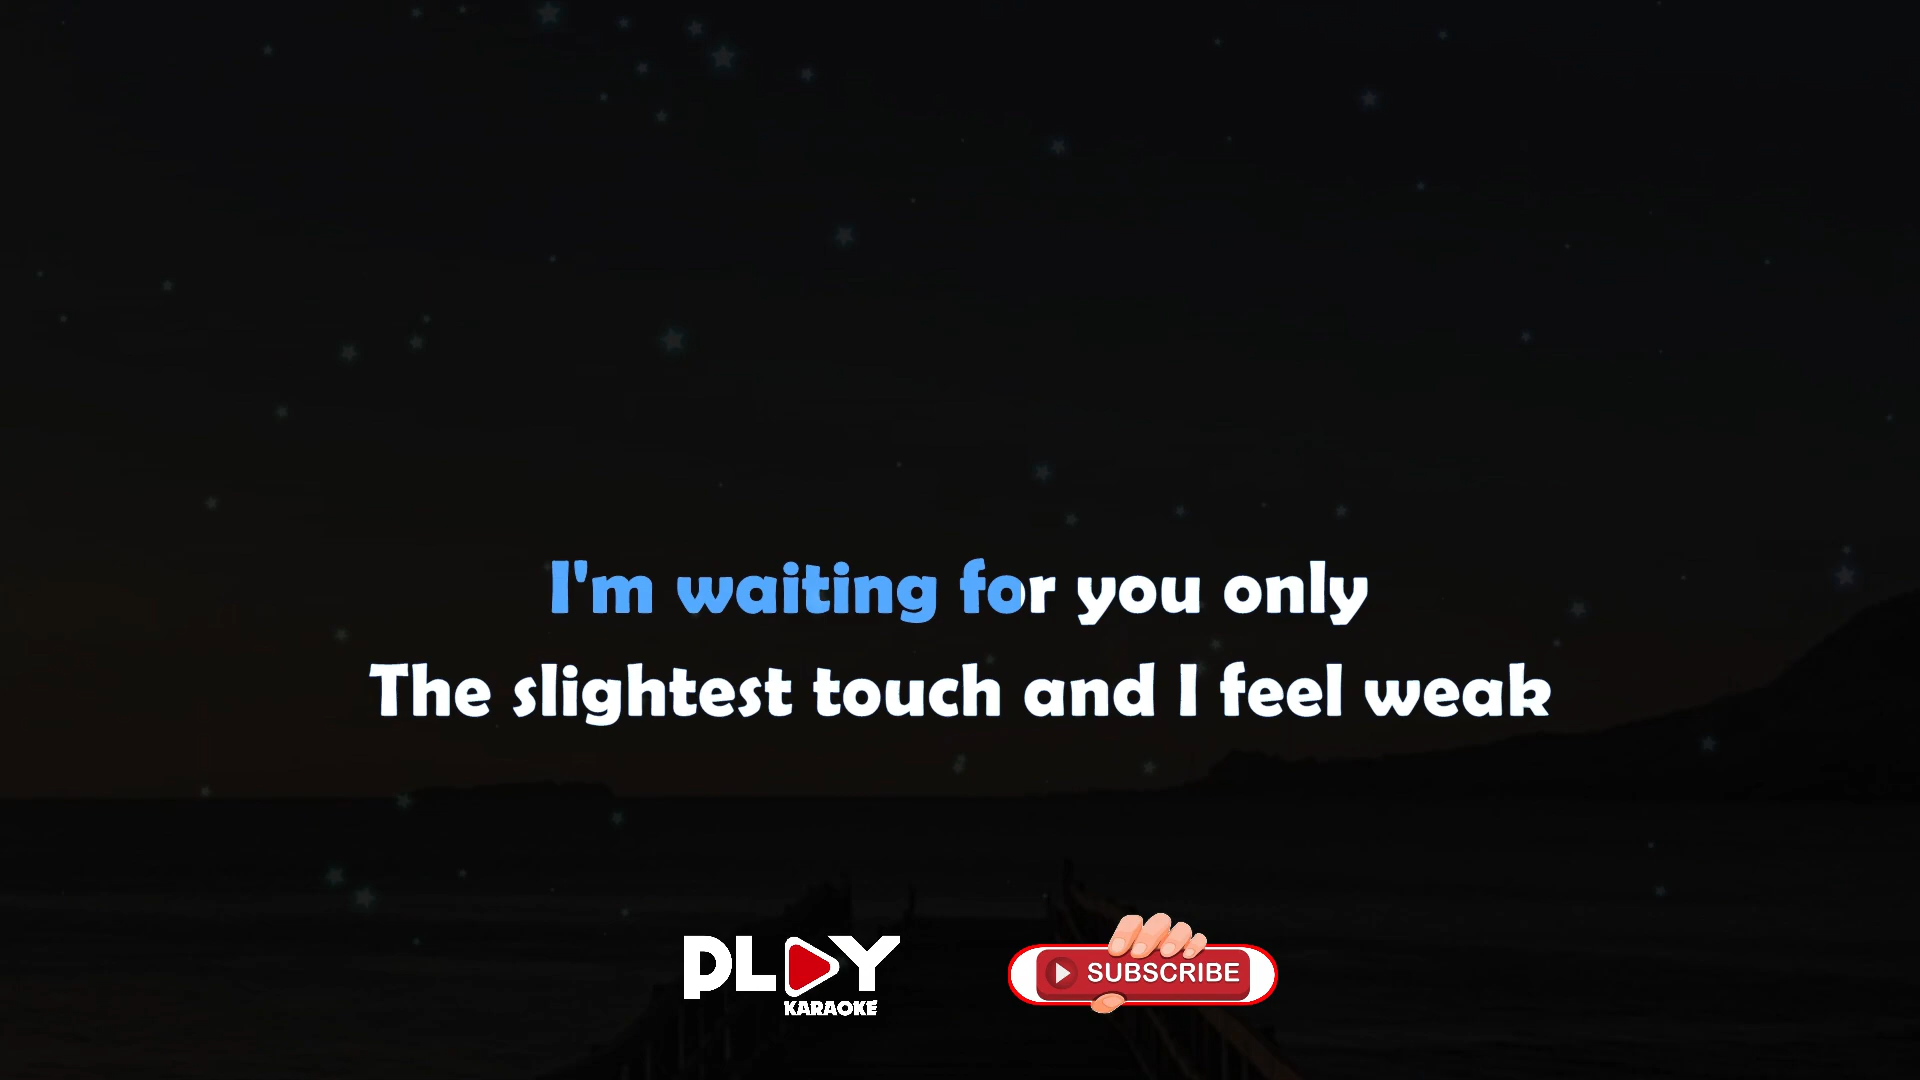 I'm waiting for you only
The slightest touch and I feel weak
PLAY
KARAOKE
SUBSCRIBE